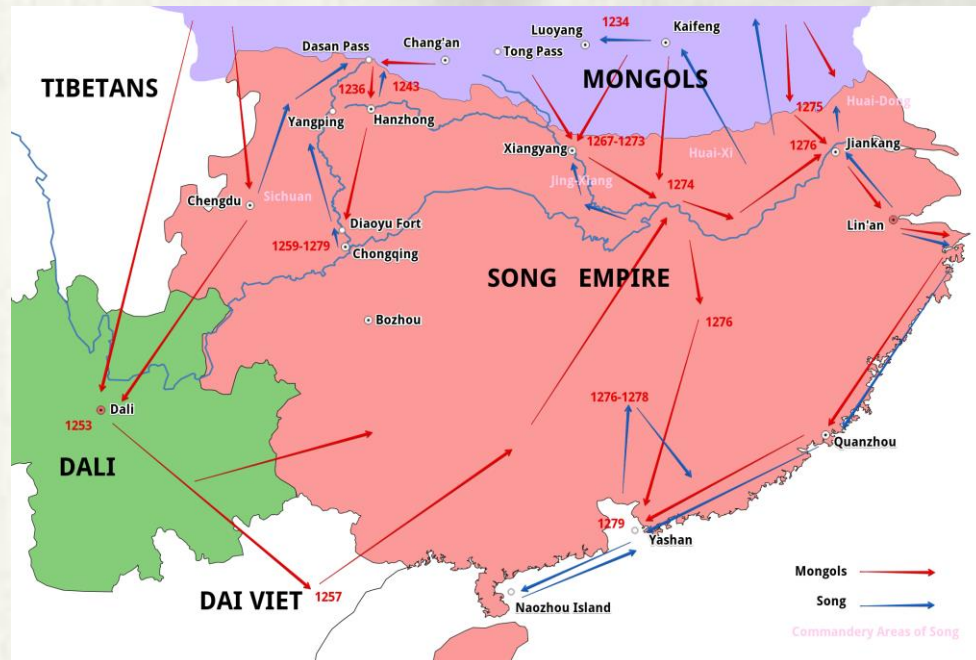 1234
Luoyang
Kaifeng
Dasan Pass
Chang'an
Tong Pass
TIBETANS
MONGOLS
1236
1243
Huai-Dong
1275
Yangping
Hanzhong
1267-1273
1276
Jiankang
Xiangyang
Huai-Xi
Jing-Xiang
1274
Chengdu
Sichuan
Diaoyu Fort
Lin'an
1259-1279
Chongqing
SONG EMPIRE
Bozhou
1276
1276-1278
Dali
1253
Quanzhou
DALI
1279
Yashan
Mongols
DAI VIET
1257
Naozhou Island
Song
Commandery Areas of Song